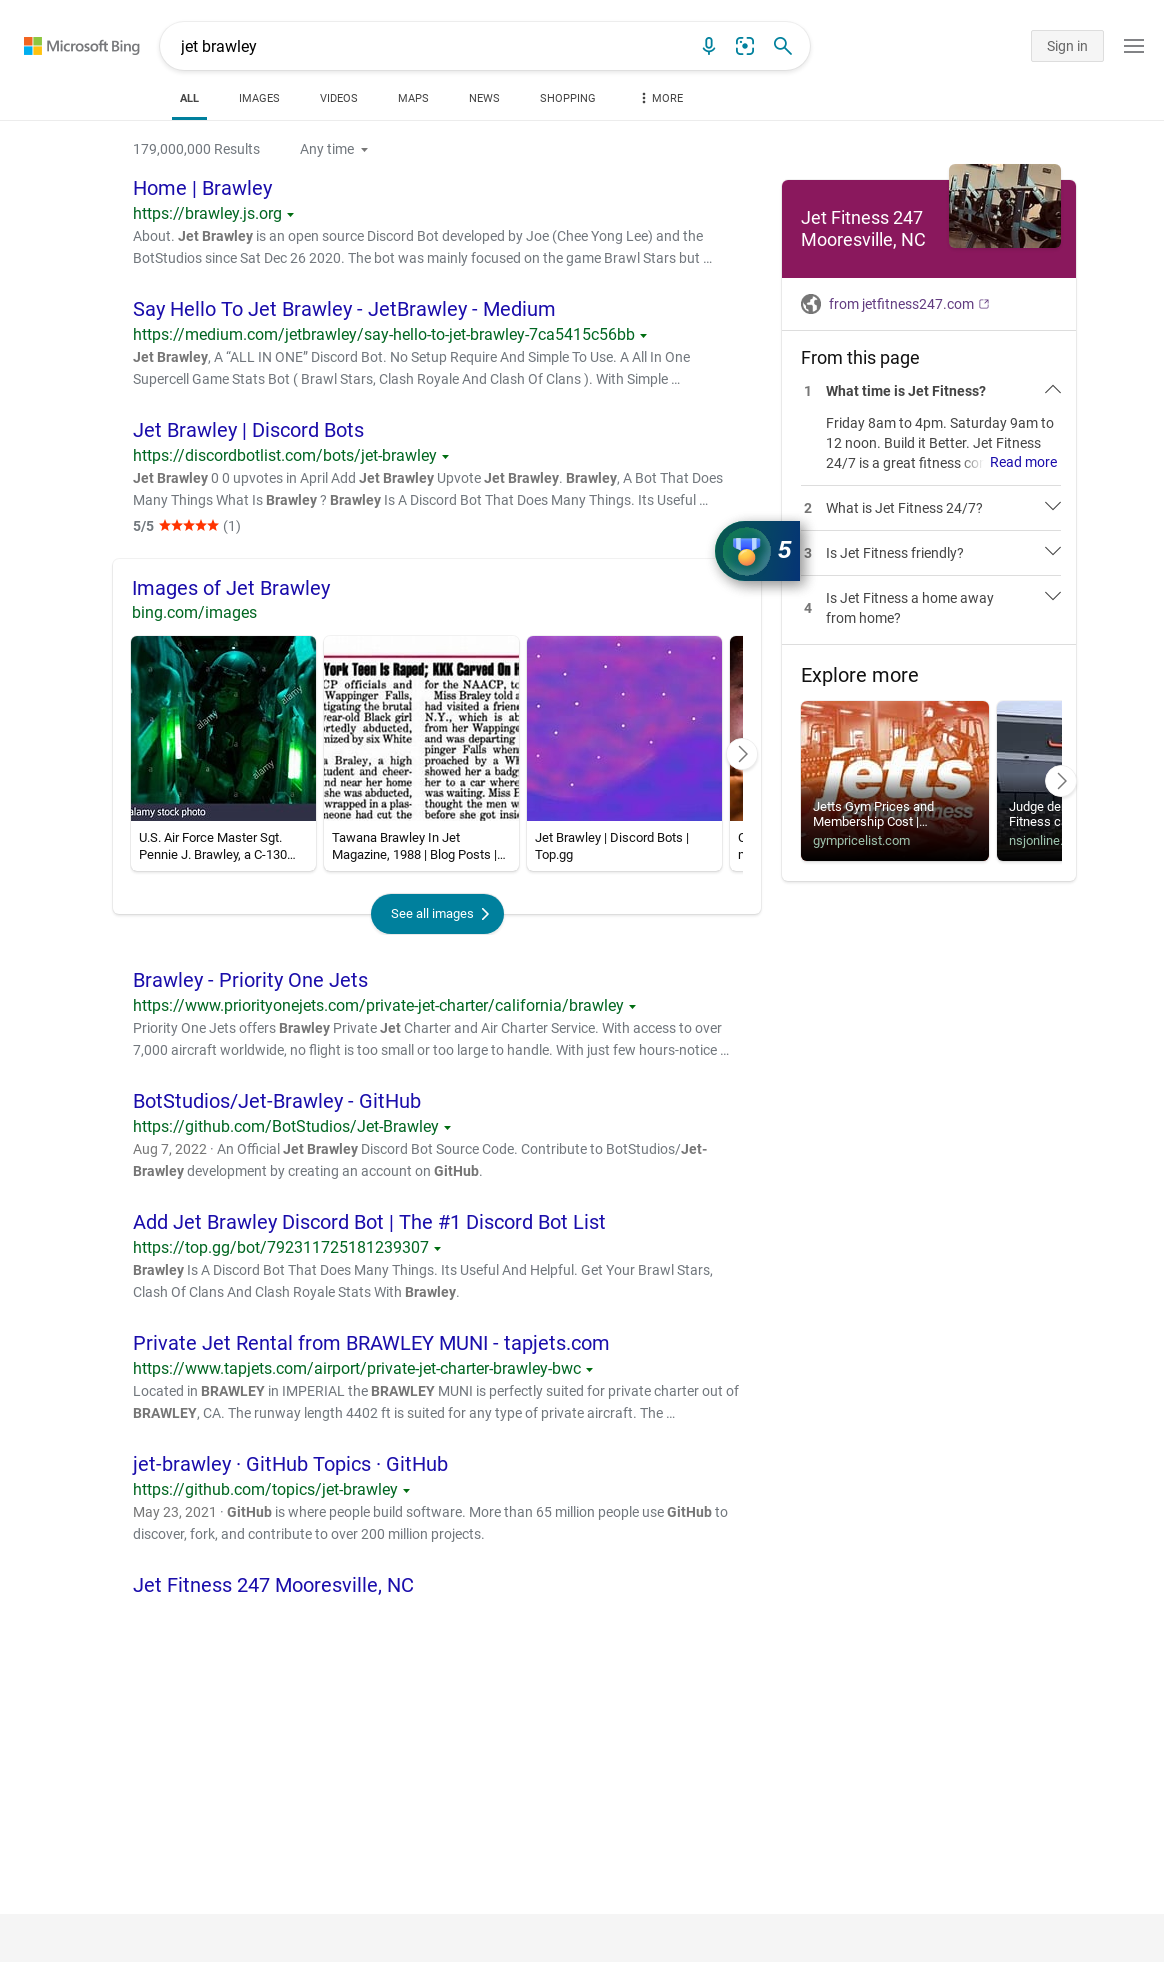 Microsoft Bing
jet brawley
Sign in
ALL
IMAGES
VIDEOS
MAPS
NEWS
SHOPPING
MORE
179,000,000 Results
Any time
Home | Brawley
https://brawley.js.org
About. Jet Brawley is an open source Discord Bot developed by Joe (Chee Yong Lee) and the
BotStudios since Sat Dec 26 2020. The bot was mainly focused on the game Brawl Stars but ...
Say Hello To Jet Brawley - JetBrawley - Medium
https://medium.com/jetbrawley/say-hello-to-jet-brawley-7ca5415c56bb
Jet Brawley, A “ALL IN ONE” Discord Bot. No Setup Require And Simple To Use. A All In One
Supercell Game Stats Bot ( Brawl Stars, Clash Royale And Clash Of Clans ). With Simple ...
Jet Brawley | Discord Bots
https://discordbotlist.com/bots/jet-brawley
Jet Brawley 0 0 upvotes in April Add Jet Brawley Upvote Jet Brawley. Brawley, A Bot That Does
Many Things What Is Brawley ? Brawley Is A Discord Bot That Does Many Things. Its Useful ...
5/5 (1)
5
Images of Jet Brawley
bing.com/images
a
alamy
alamy
alamy
alamy stock photo
York Teen Is Raped; KKK Carved On H
CP officials and
Wappinger Falls,
tigating the brutal
year-old Black girl
rtedly abducted,
mized by six White
a Braley, a high
tudent and cheer-
nd near her home
she was abducted,
wrapped in a plas-
meone had cut the
for the NAACP, to
Miss Braley told a
had visited a frien
N.Y., which is ab
from her Wappinge
and was departing
pinger Falls when
proached by a WH
showed her a badg
her to a car where
was waiting. Miss B
thought the men w
before she got insid
U.S. Air Force Master Sgt.
Pennie J. Brawley, a C-130...
Tawana Brawley In Jet
Magazine, 1988 | Blog Posts |...
Jet Brawley | Discord Bots |
Top.gg
See all images
Brawley - Priority One Jets
https://www.priorityonejets.com/private-jet-charter/california/brawley
Priority One Jets offers Brawley Private Jet Charter and Air Charter Service. With access to over
7,000 aircraft worldwide, no flight is too small or too large to handle. With just few hours-notice ...
BotStudios/Jet-Brawley - GitHub
https://github.com/BotStudios/Jet-Brawley
Aug 7, 2022 · An Official Jet Brawley Discord Bot Source Code. Contribute to BotStudios/Jet-
Brawley development by creating an account on GitHub.
Add Jet Brawley Discord Bot | The #1 Discord Bot List
https://top.gg/bot/792311725181239307
Brawley Is A Discord Bot That Does Many Things. Its Useful And Helpful. Get Your Brawl Stars,
Clash Of Clans And Clash Royale Stats With Brawley.
Private Jet Rental from BRAWLEY MUNI - tapjets.com
https://www.tapjets.com/airport/private-jet-charter-brawley-bwc
Located in BRAWLEY in IMPERIAL the BRAWLEY MUNI is perfectly suited for private charter out of
BRAWLEY, CA. The runway length 4402 ft is suited for any type of private aircraft. The ...
jet-brawley · GitHub Topics · GitHub
https://github.com/topics/jet-brawley
May 23, 2021 · GitHub is where people build software. More than 65 million people use GitHub to
discover, fork, and contribute to over 200 million projects.
Jet Fitness 247 Mooresville, NC
Jet Fitness 247
Mooresville, NC
from jetfitness247.com
From this page
1 What time is Jet Fitness?
Friday 8am to 4pm. Saturday 9am to
12 noon. Build it Better. Jet Fitness
24/7 is a great fitness co Read more
2 What is Jet Fitness 24/7?
3 Is Jet Fitness friendly?
4 Is Jet Fitness a home away
from home?
Explore more
jetts
24 hour fitness
Jetts Gym Prices and
Membership Cost |...
gympricelist.com
Judge de
Fitness c
nsjonline.